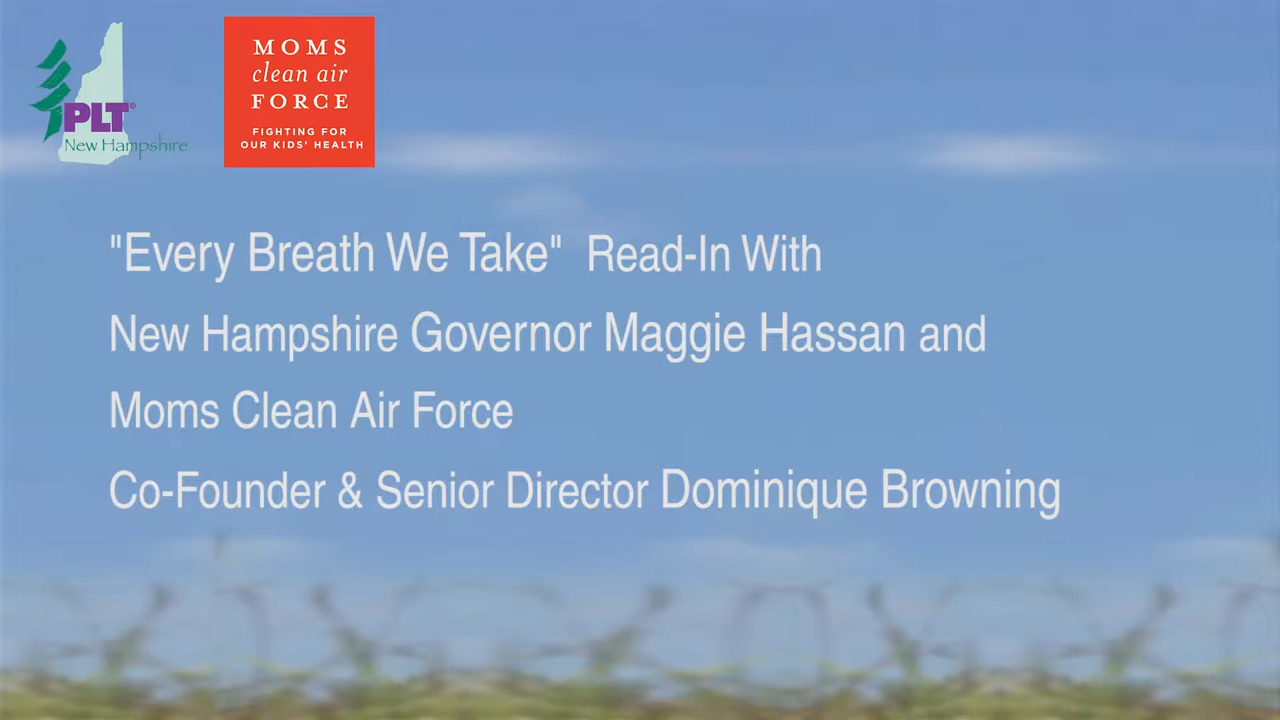 PLT®
New Hampshire
MOMS
clean air
FORCE
FIGHTING FOR
OUR KIDS' HEALTH
"Every Breath We Take" Read-In With
New Hampshire Governor Maggie Hassan and
Moms Clean Air Force
Co-Founder & Senior Director Dominique Browning